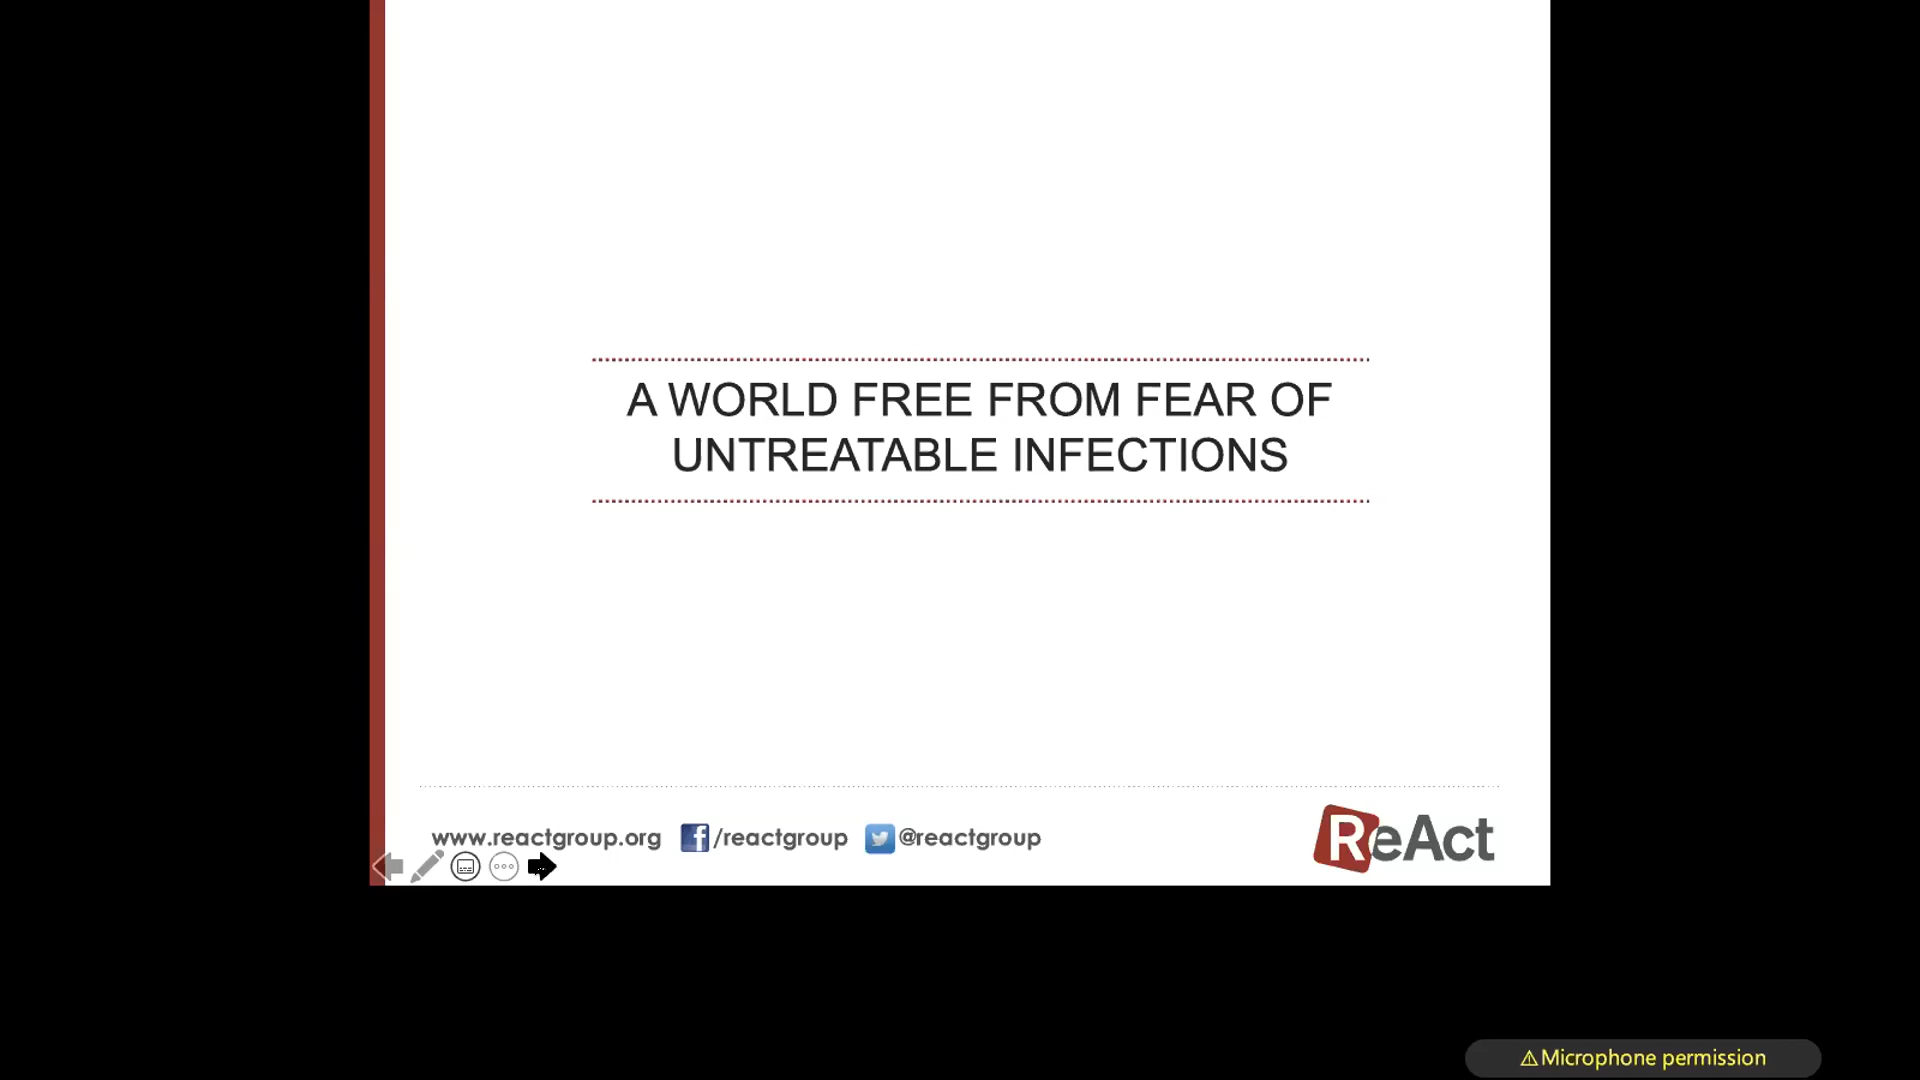 A WORLD FREE FROM FEAR OF
UNTREATABLE INFECTIONS
www.reactgroup.org f/reactgroup @reactgroup
ReAct
⚠Microphone permission